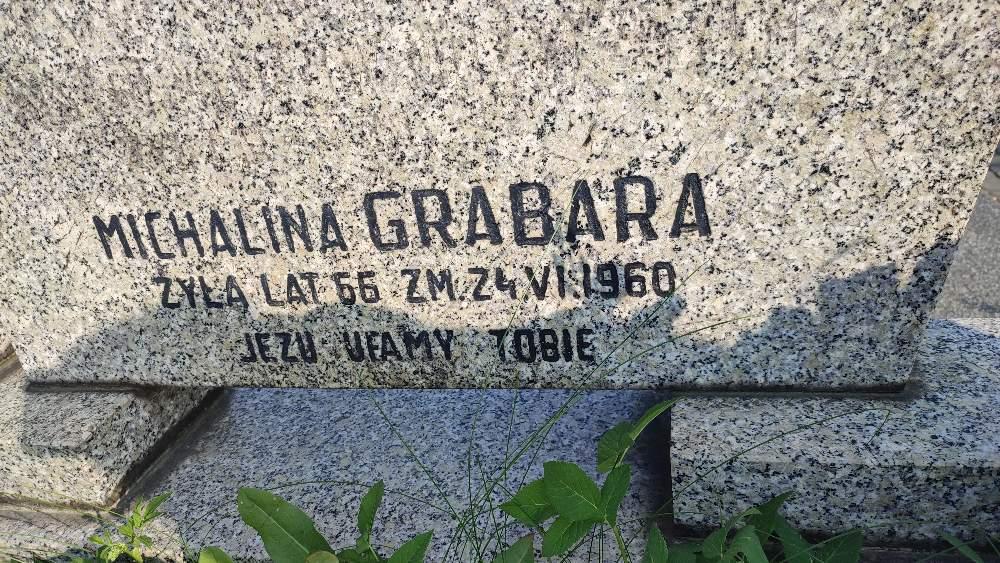 MICHALINA GRABARA
ŻYŁA LAT 66 ZM. 24 VI.1960
JEZU UFAMY TOBIE